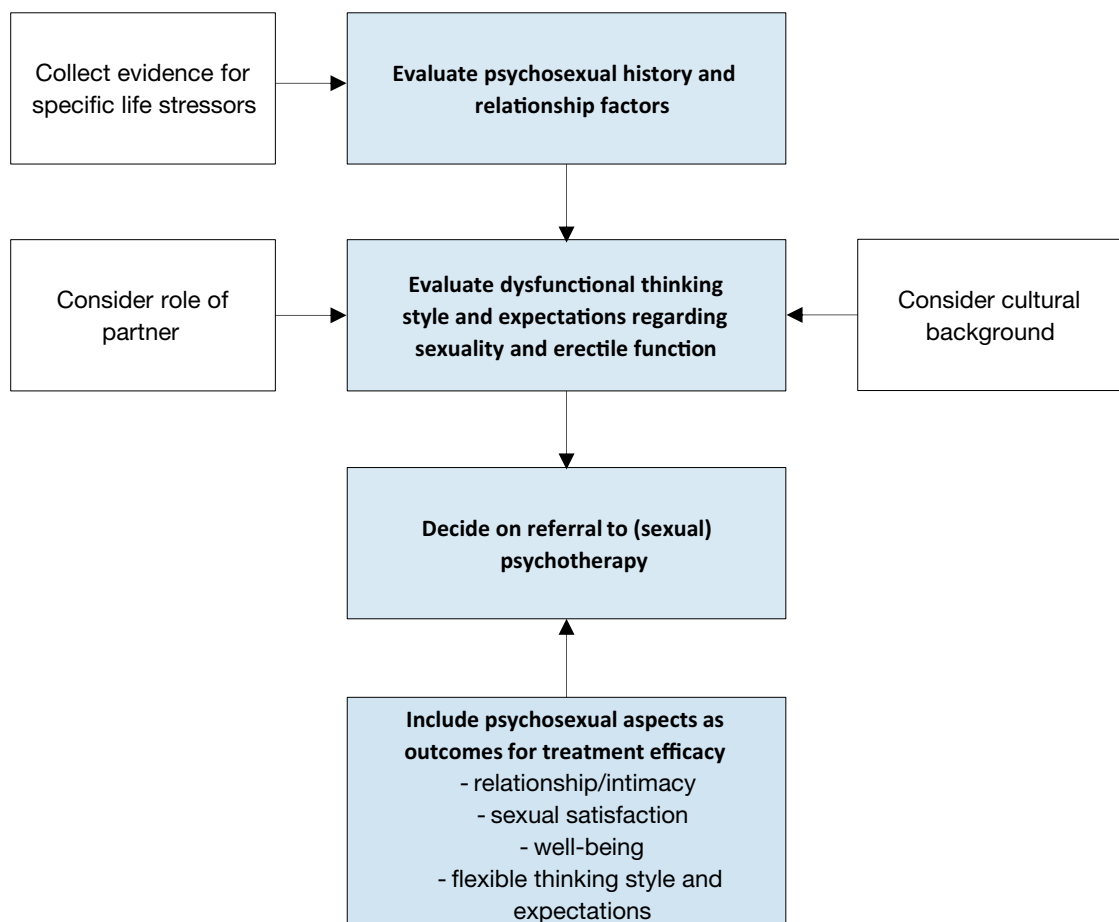 Collect evidence for
specific life stressors
Evaluate psychosexual history and
relationship factors
Consider role of
partner
Evaluate dysfunctional thinking
style and expectations regarding
sexuality and erectile function
Consider cultural
background
Decide on referral to (sexual)
psychotherapy
Include psychosexual aspects as
outcomes for treatment efficacy
- relationship/intimacy
- sexual satisfaction
- well-being
- flexible thinking style and
expectations